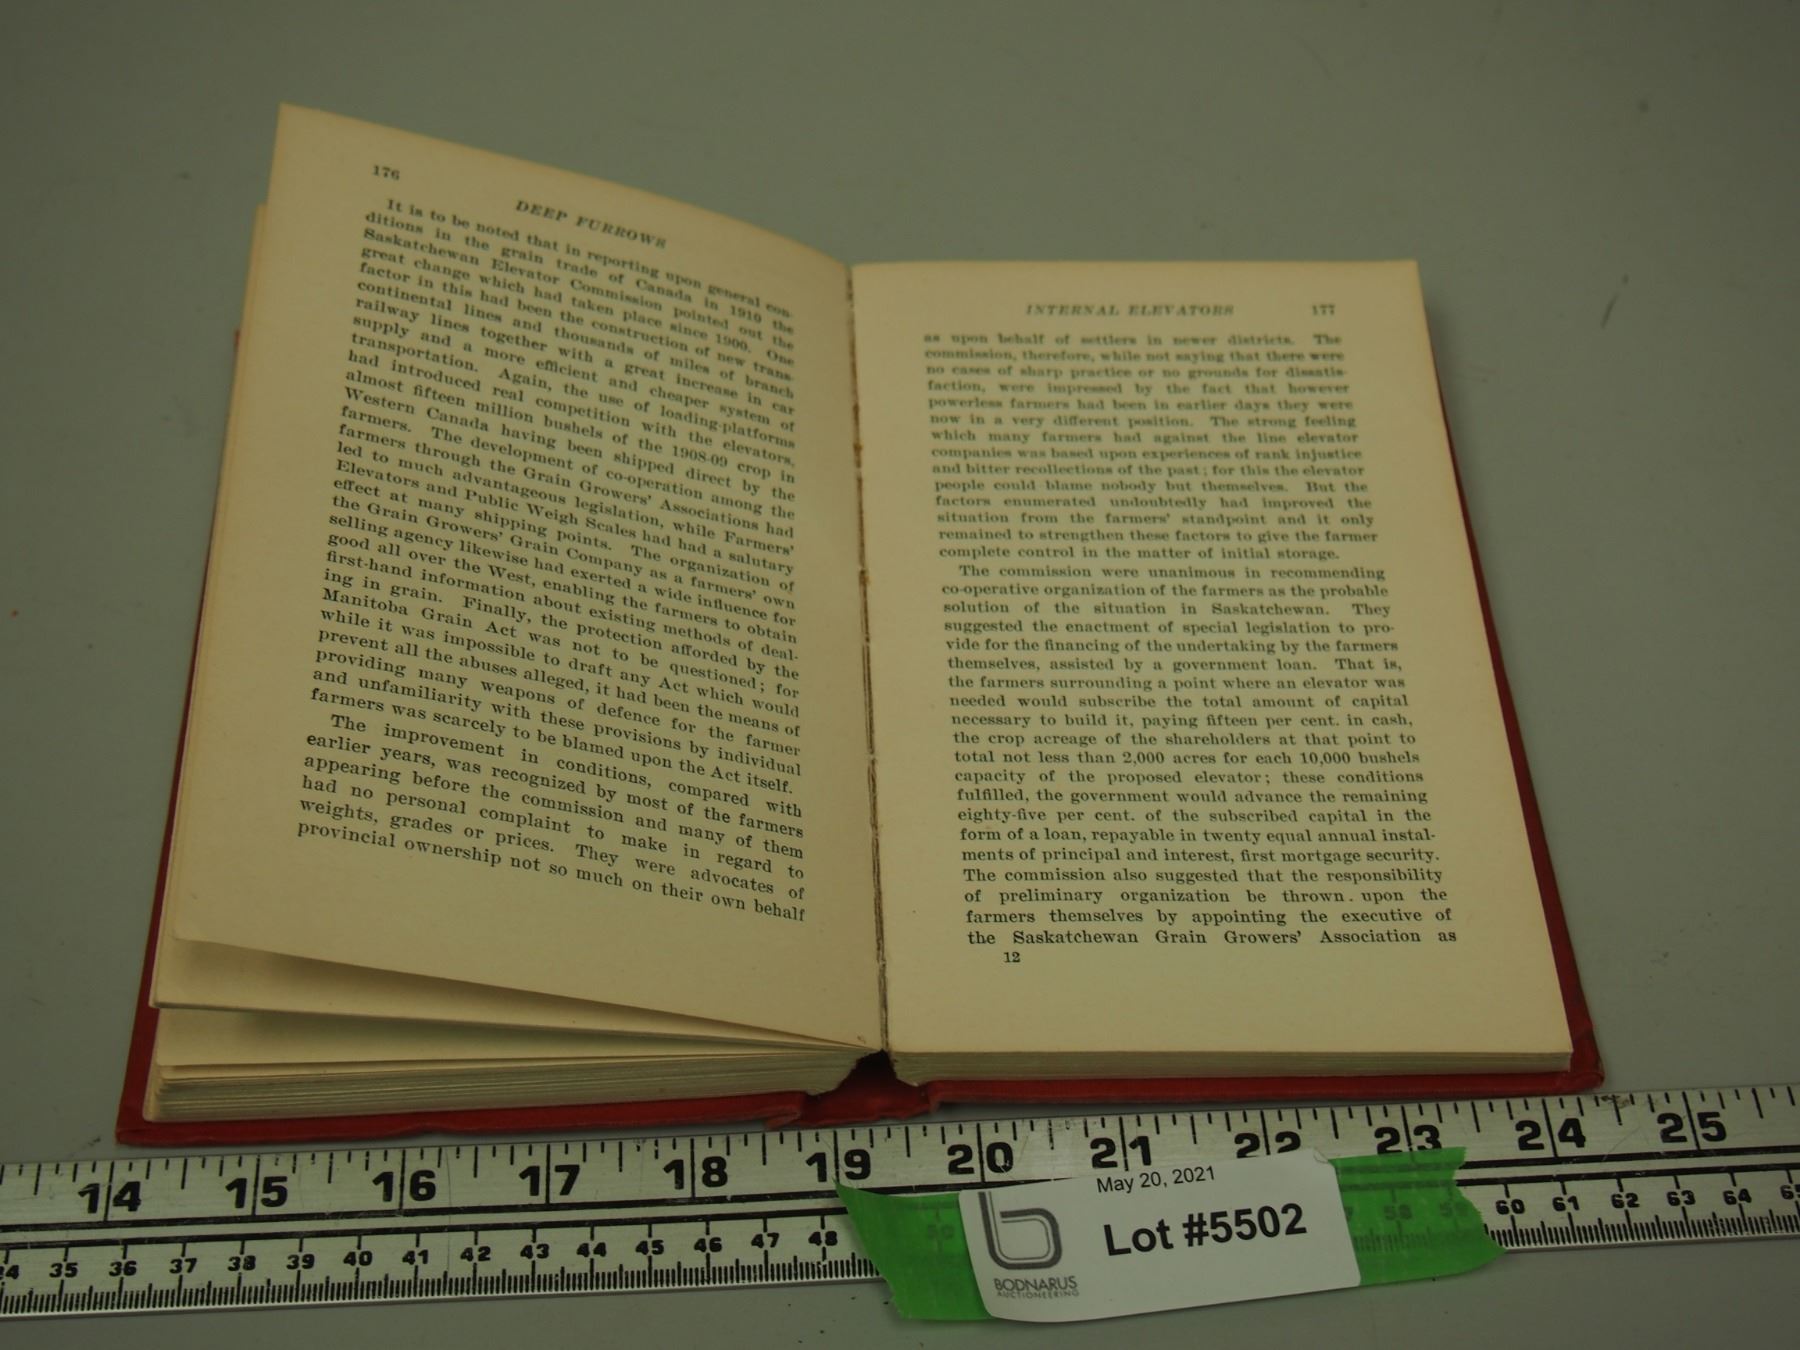 176
DEEP FURROWS
It is to be noted that in reporting upon general con-
ditions in the grain trade of Canada in 1910 the
Saskatchewan Elevator Commission pointed out the
great change which had taken place since 1900. One
factor in this had been the construction of new trans-
continental lines and thousands of miles of branch
railway lines together with a great increase in car
supply and a more efficient and cheaper system of
transportation. Again, the use of loading-platforms
had introduced real competition with the elevators,
almost fifteen million bushels of the 1908-09 crop in
Western Canada having been shipped direct by the
farmers. The development of co-operation among the
farmers through the Grain Growers' Associations had
led to much advantageous legislation, while Farmers'
Elevators and Public Weigh Scales had had a salutary
effect at many shipping points. The organization of
the Grain Growers' Grain Company as a farmers' own
selling agency likewise had exerted a wide influence for
good all over the West, enabling the farmers to obtain
first-hand information about existing methods of deal-
ing in grain. Finally, the protection afforded by the
Manitoba Grain Act was not to be questioned; for
while it was impossible to draft any Act which would
prevent all the abuses alleged, it had been the means of
providing many weapons of defence for the farmer
and unfamiliarity with these provisions by individual
farmers was scarcely to be blamed upon the Act itself.
The improvement in conditions, compared with
earlier years, was recognized by most of the farmers
appearing before the commission and many of them
had no personal complaint to make in regard to
weights, grades or prices. They were advocates of
provincial ownership not so much on their own behalf
INTERNAL ELEVATORS 177
as upon behalf of settlers in newer districts. The
commission, therefore, while not saying that there were
no cases of sharp practice or no grounds for dissatis-
faction, were impressed by the fact that however
powerless farmers had been in earlier days they were
now in a very different position. The strong feeling
which many farmers had against the line elevator
companies was based upon experiences of rank injustice
and bitter recollections of the past; for this the elevator
people could blame nobody but themselves. But the
factors enumerated undoubtedly had improved the
situation from the farmers' standpoint and it only
remained to strengthen these factors to give the farmer
complete control in the matter of initial storage.
The commission were unanimous in recommending
co-operative organization of the farmers as the probable
solution of the situation in Saskatchewan. They
suggested the enactment of special legislation to pro-
vide for the financing of the undertaking by the farmers
themselves, assisted by a government loan. That is,
the farmers surrounding a point where an elevator was
needed would subscribe the total amount of capital
necessary to build it, paying fifteen per cent. in cash,
the crop acreage of the shareholders at that point to
total not less than 2,000 acres for each 10,000 bushels
capacity of the proposed elevator; these conditions
fulfilled, the government would advance the remaining
eighty-five per cent. of the subscribed capital in the
form of a loan, repayable in twenty equal annual instal-
ments of principal and interest, first mortgage security.
The commission also suggested that the responsibility
of preliminary organization be thrown upon the
farmers themselves by appointing the executive of
the Saskatchewan Grain Growers' Association as
12
14 15 16 17 18 19 20 21 22 23 24 25
35 36 37 38 39 40 41 42 43 44 45 46 47 48 50 58 60 61 62 63 64
May 20, 2021
Lot #5502
BODNARUS
AUCTIONEERING